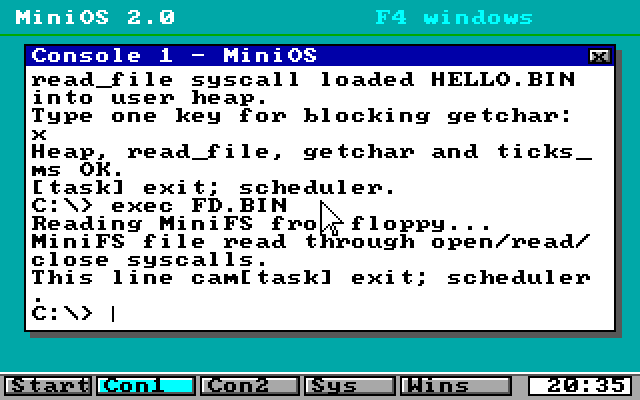 MiniOS 2.0
F4 windows
Console 1 - MiniOS
read_file syscall loaded HELLO.BIN
into user heap.
Type one key for blocking getchar:
x
Heap, read_file, getchar and ticks_
ms OK.
[task] exit; scheduler.
C:\> exec FD.BIN
Reading MiniFS from floppy...
MiniFS file read through open/read/
close syscalls.
This line cam[task] exit; scheduler
.
C:\>
Start Con1 Con2 Sys Wins 20:35